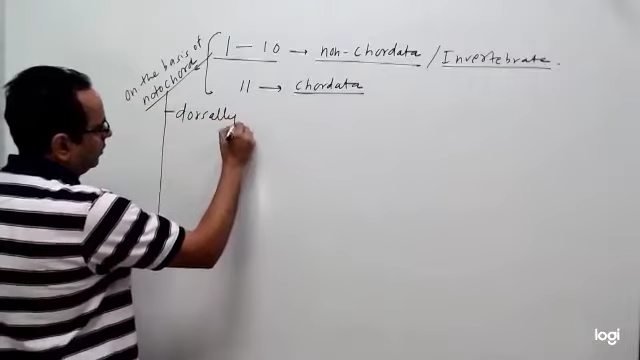 on the basis of
notochord
1 — 10 → non-chordata / Invertebrate.
11 → chordata
dorsally
logi